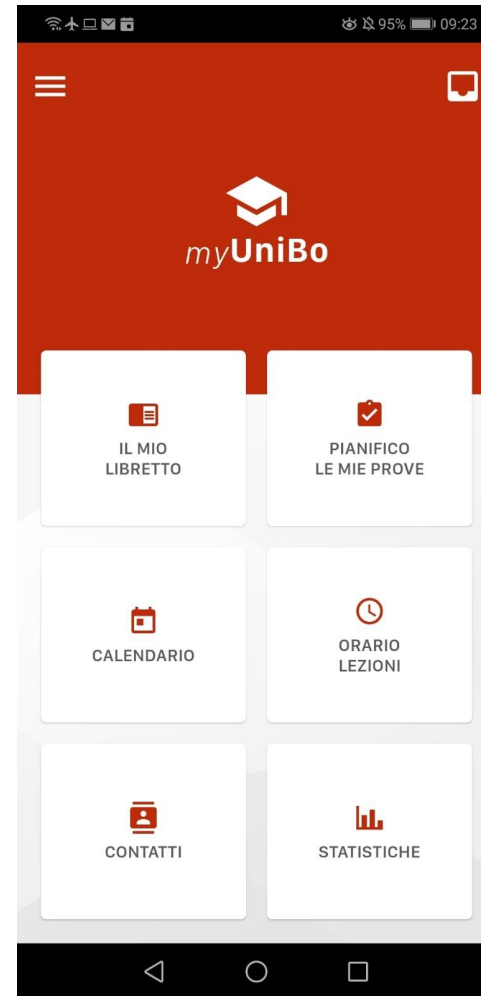 95% 09:23
myUniBo
IL MIO
LIBRETTO
PIANIFICO
LE MIE PROVE
CALENDARIO
ORARIO
LEZIONI
CONTATTI
STATISTICHE